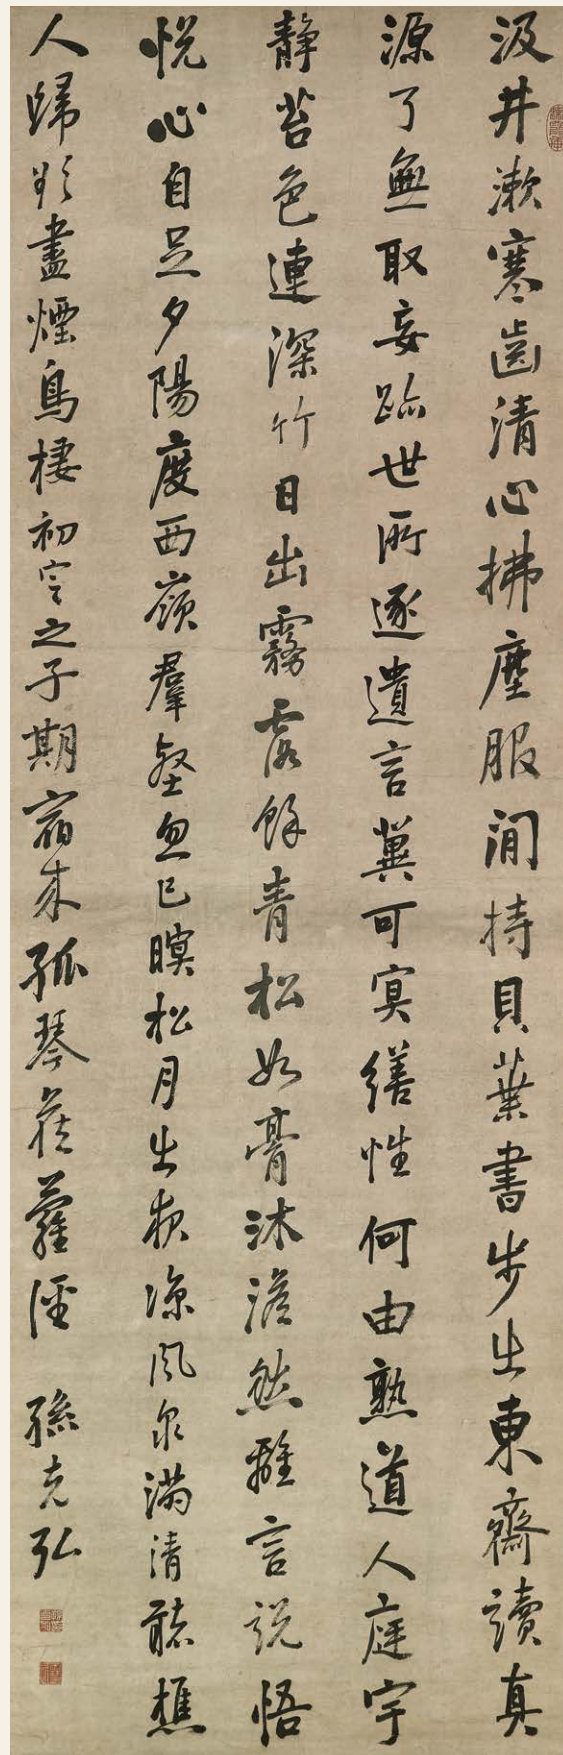 汲井漱寒齒清心拂塵服閒持貝葉書步出東齋讀真
源了無取妄跡世所逐遺言冀可冥繕性何由熟道人庭宇
靜苔色連深竹日出霧露餘青松如膏沐澹然離言說悟
悅心自足夕陽度西嶺羣壑忽已暝松月生夜涼風泉滿清聽樵
人歸欲盡煙鳥棲初定之子期宿來孤琴候蘿徑 孫克弘